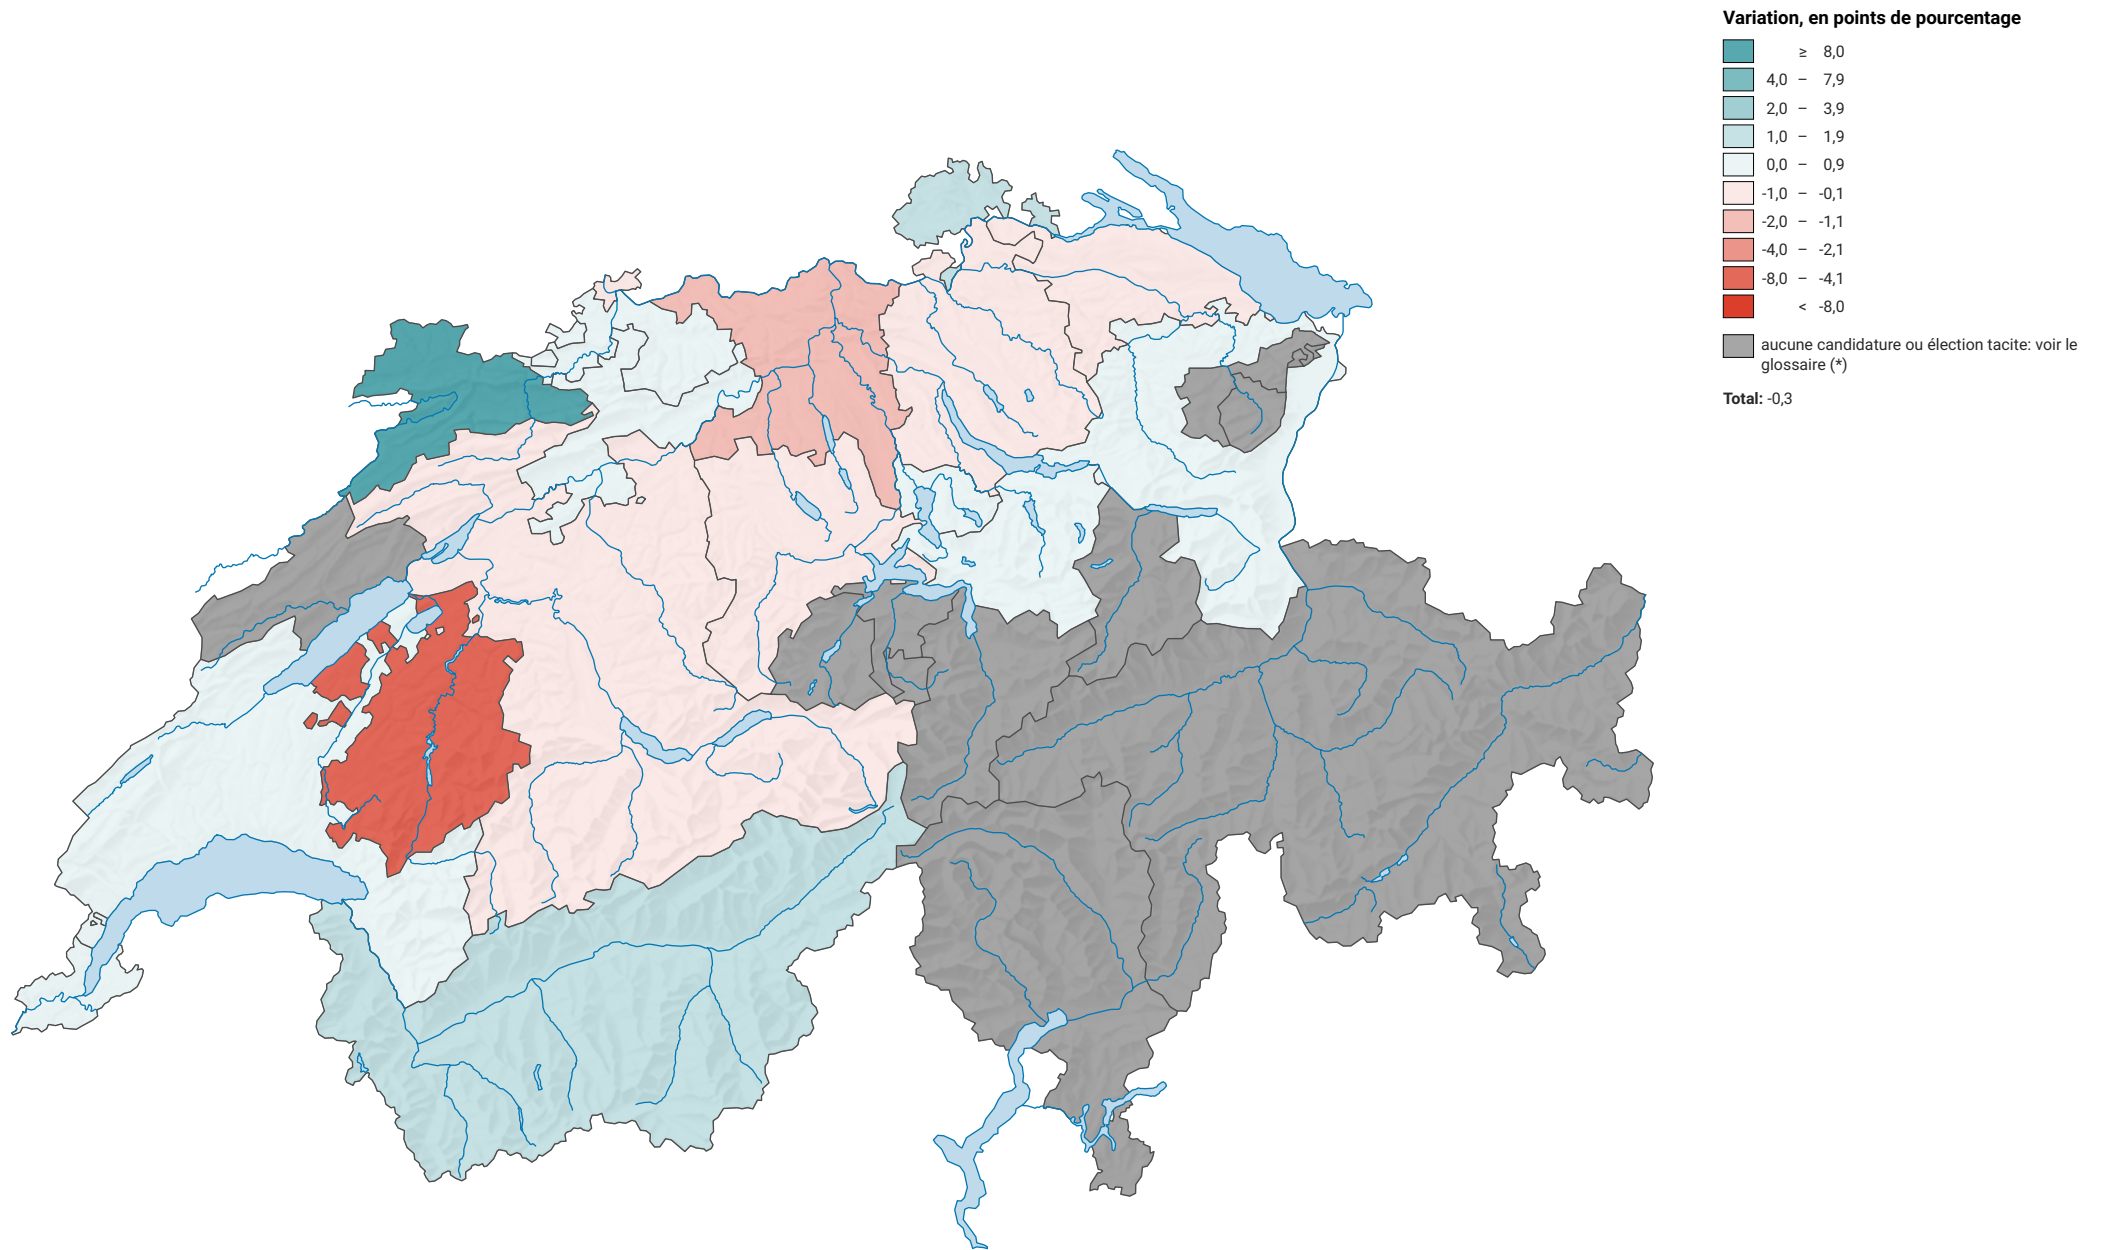 Variation, en points de pourcentage
≥ 8,0
4,0 – 7,9
2,0 – 3,9
1,0 – 1,9
0,0 – 0,9
-1,0 – -0,1
-2,0 – -1,1
-4,0 – -2,1
-8,0 – -4,1
< -8,0
aucune candidature ou élection tacite: voir le
glossaire (*)
Total: -0,3